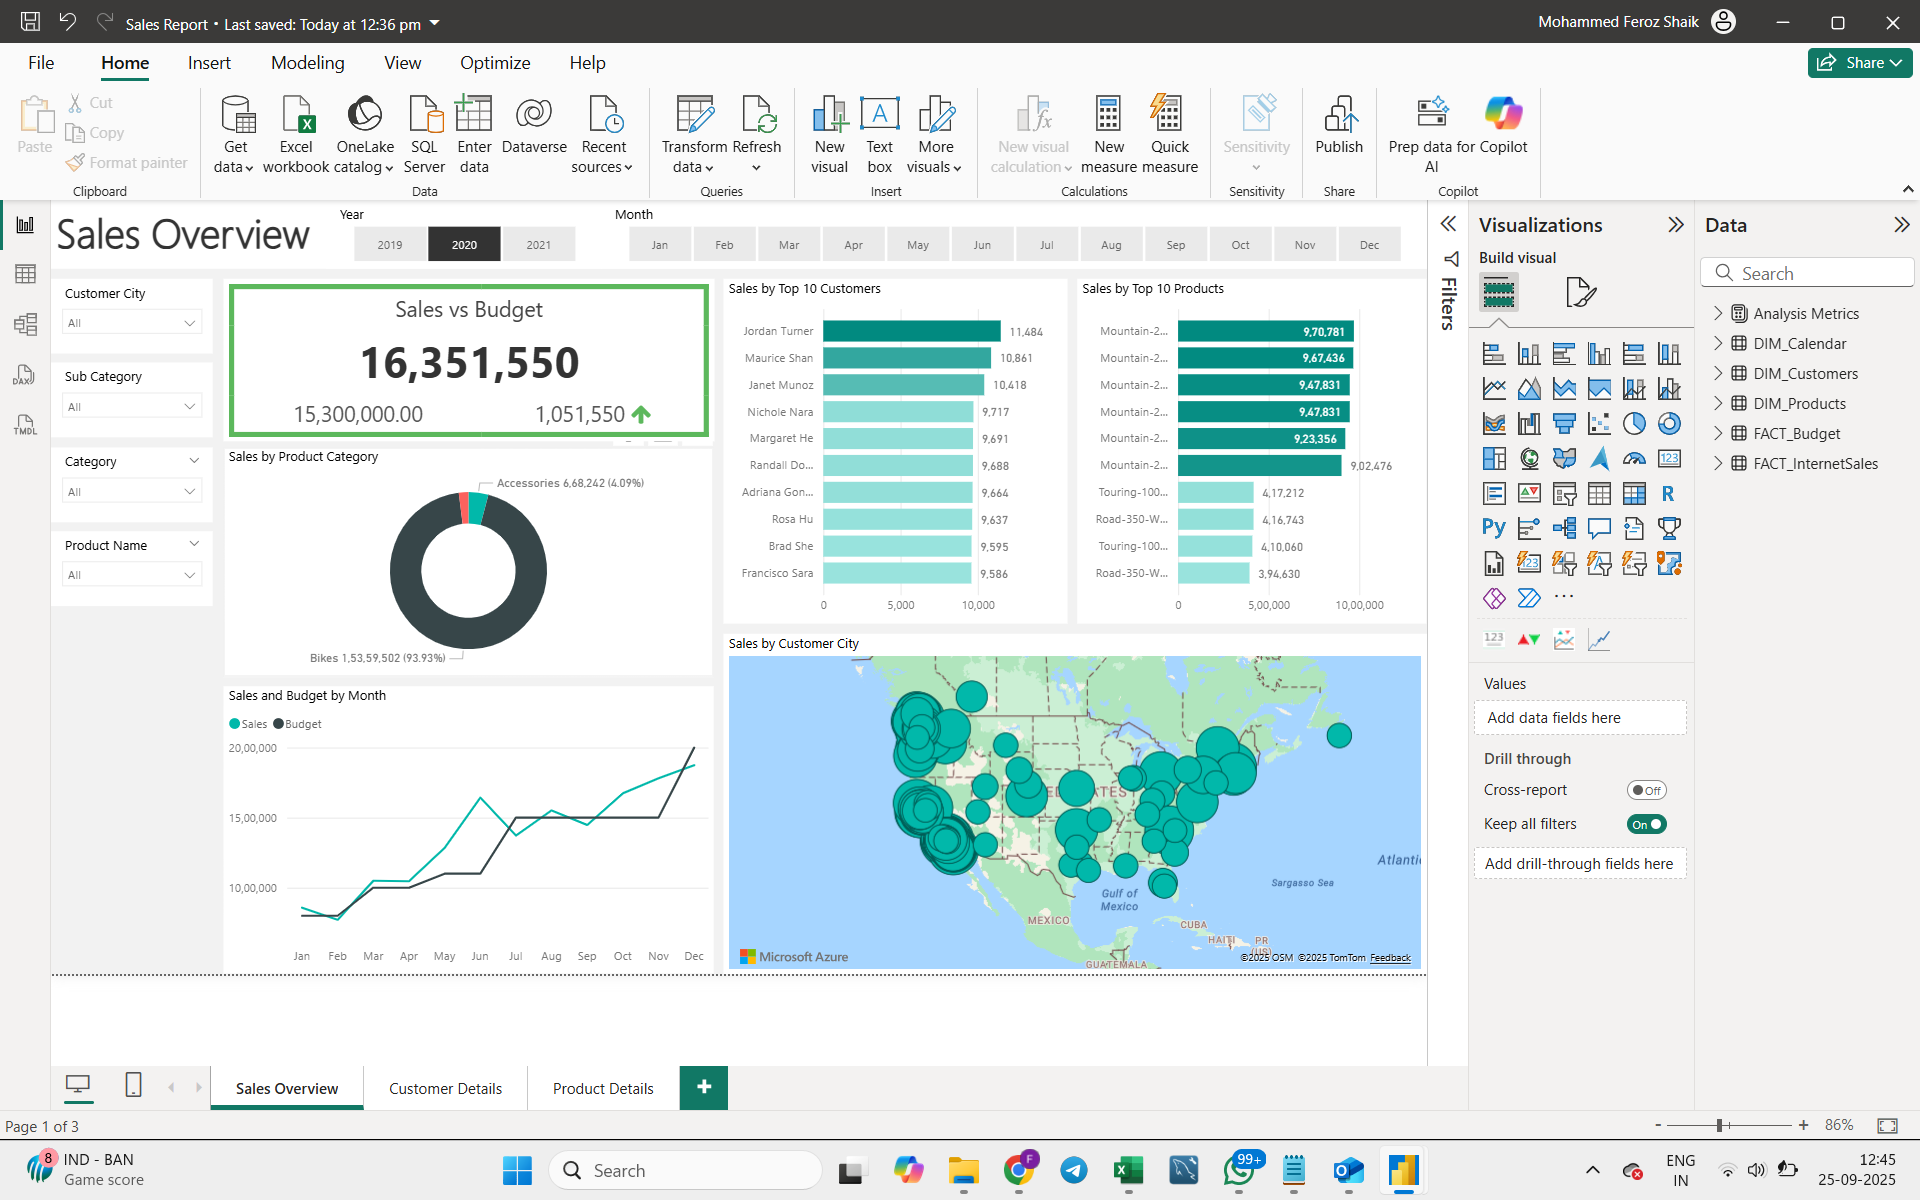 Sales Report • Last saved: Today at 12:36 pm
Mohammed Feroz Shaik
File Home Insert Modeling View Optimize Help
Share
Paste
Cut
Copy
Format painter
Clipboard
Get data
Excel workbook
OneLake catalog
SQL Server
Enter data
Dataverse
Recent sources
Data
Transform data
Refresh
Queries
New visual
Text box
More visuals
Insert
New visual calculation
New measure
Quick measure
Calculations
Sensitivity
Sensitivity
Publish
Share
Prep data for AI
Copilot
Copilot
Sales Overview
Year
2019 2020 2021
Month
Jan Feb Mar Apr May Jun Jul Aug Sep Oct Nov Dec
Customer City
All
Sub Category
All
Category
All
Product Name
All
Sales vs Budget
16,351,550
15,300,000.00 1,051,550
Sales by Product Category
Accessories 6,68,242 (4.09%)
Bikes 1,53,59,502 (93.93%)
Sales and Budget by Month
Sales Budget
20,00,000
15,00,000
10,00,000
Jan Feb Mar Apr May Jun Jul Aug Sep Oct Nov Dec
Sales by Top 10 Customers
Jordan Turner 11,484
Maurice Shan 10,861
Janet Munoz 10,418
Nichole Nara 9,717
Margaret He 9,691
Randall Do... 9,688
Adriana Gon... 9,664
Rosa Hu 9,637
Brad She 9,595
Francisco Sara 9,586
0 5,000 10,000
Sales by Top 10 Products
Mountain-2... 9,70,781
Mountain-2... 9,67,436
Mountain-2... 9,47,831
Mountain-2... 9,47,831
Mountain-2... 9,23,356
Mountain-2... 9,02,476
Touring-100... 4,17,212
Road-350-W... 4,16,743
Touring-100... 4,10,060
Road-350-W... 3,94,630
0 5,00,000 10,00,000
Sales by Customer City
Atlanti
Sargasso Sea
Gulf of
Mexico
MEXICO
CUBA
HAITI
PR
(US)
GUATEMALA
Microsoft Azure
©2025 OSM ©2025 TomTom Feedback
Filters
Visualizations
Build visual
123
R
Py
123
123
Values
Add data fields here
Drill through
Cross-report Off
Keep all filters On
Add drill-through fields here
Data
Search
Analysis Metrics
DIM_Calendar
DIM_Customers
DIM_Products
FACT_Budget
FACT_InternetSales
DAX
TMDL
Sales Overview Customer Details Product Details +
Page 1 of 3
- + 86%
8
IND - BAN
Game score
Search
F
99+
ENG
IN
12:45
25-09-2025